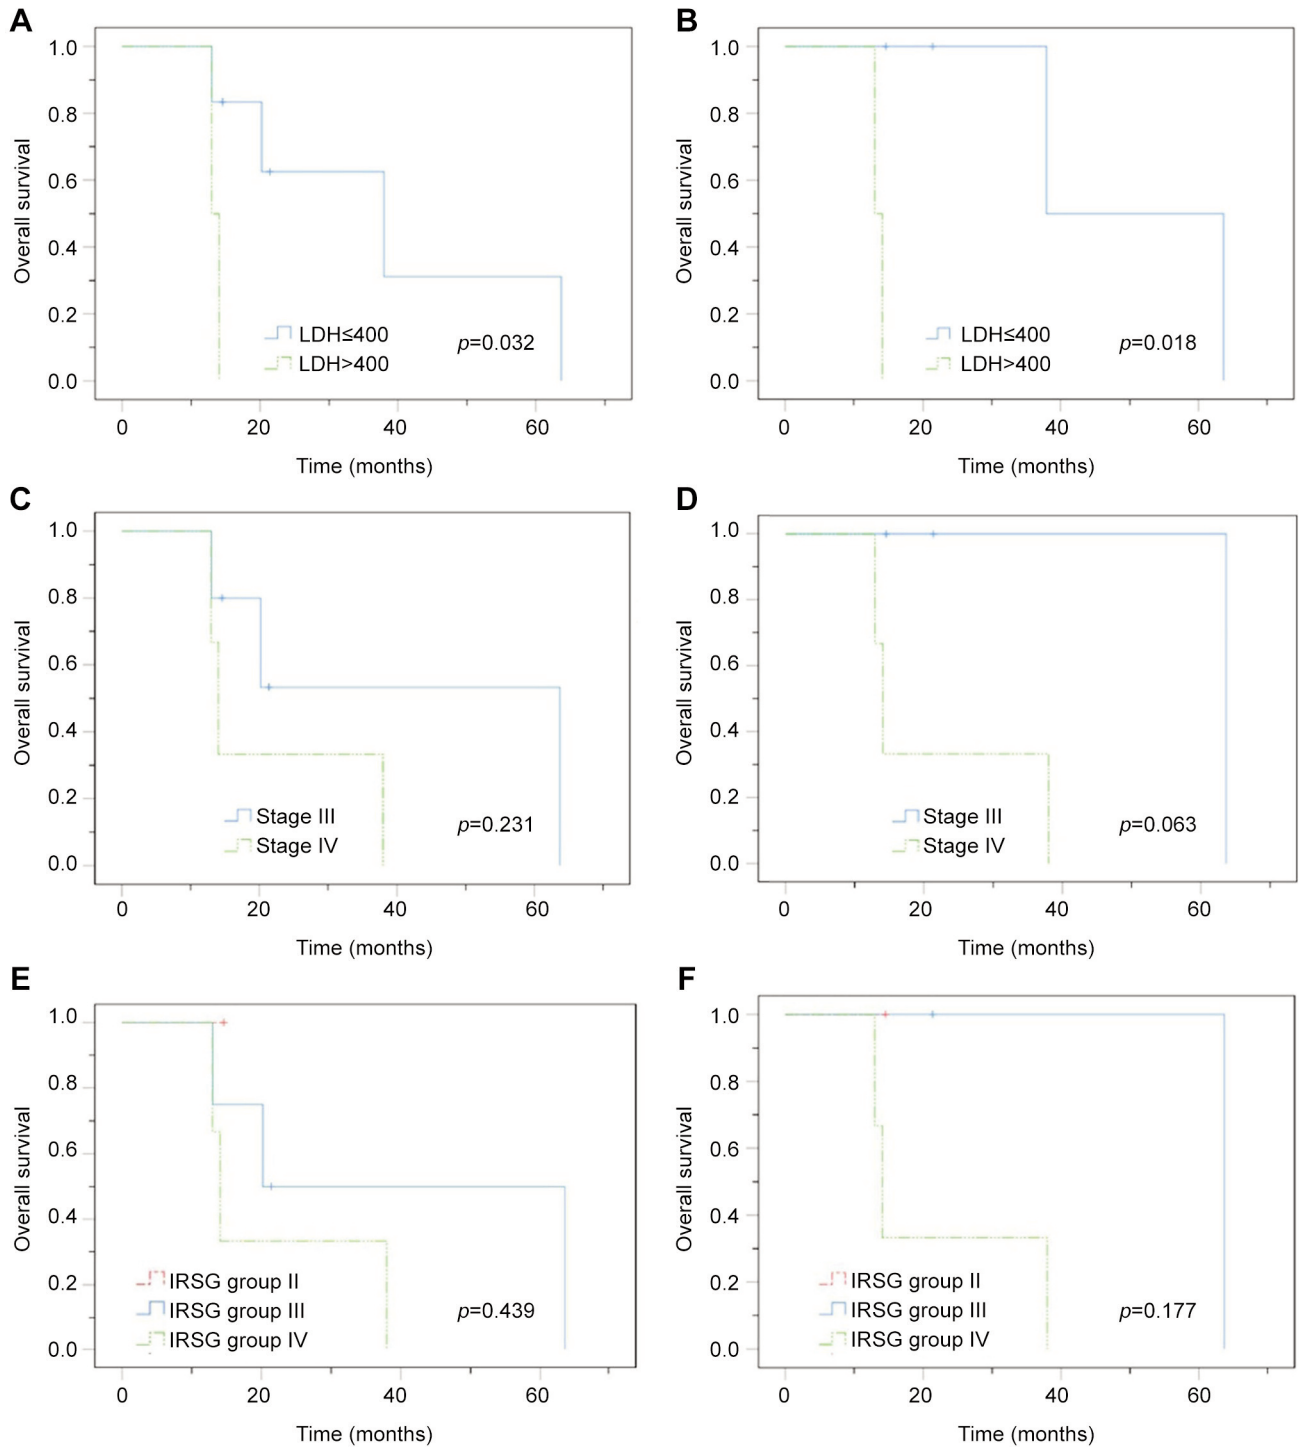 A
Overall survival
1.0
0.8
0.6
0.4
0.2
0.0
LDH≤400
LDH>400
p=0.032
0 20 40 60
Time (months)
B
Overall survival
1.0
0.8
0.6
0.4
0.2
0.0
LDH≤400
LDH>400
p=0.018
0 20 40 60
Time (months)
C
Overall survival
1.0
0.8
0.6
0.4
0.2
0.0
Stage III
Stage IV
p=0.231
0 20 40 60
Time (months)
D
Overall survival
1.0
0.8
0.6
0.4
0.2
0.0
Stage III
Stage IV
p=0.063
0 20 40 60
Time (months)
E
Overall survival
1.0
0.8
0.6
0.4
0.2
0.0
IRSG group II
IRSG group III
IRSG group IV
p=0.439
0 20 40 60
Time (months)
F
Overall survival
1.0
0.8
0.6
0.4
0.2
0.0
IRSG group II
IRSG group III
IRSG group IV
p=0.177
0 20 40 60
Time (months)